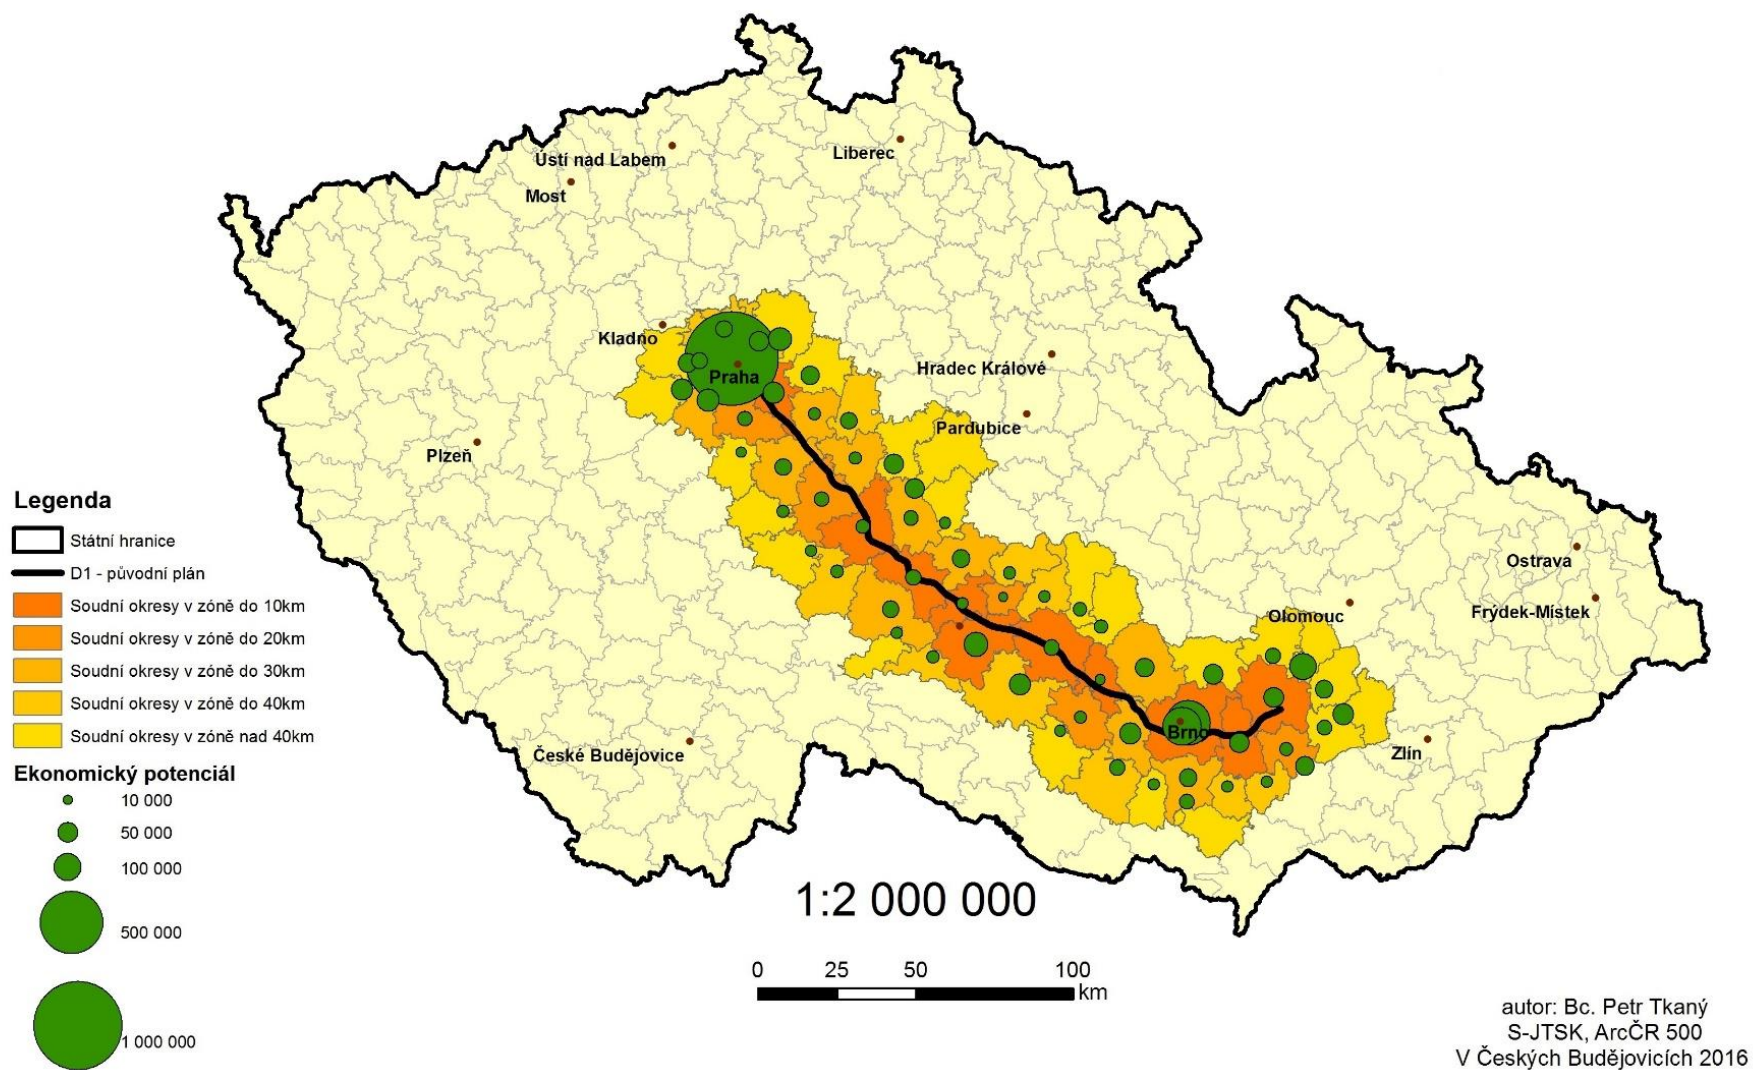 Ústí nad Labem
Liberec
Most
Kladno
Praha
Hradec Králové
Pardubice
Plzeň
Ostrava
Olomouc
Frýdek-Místek
Brno
Zlín
České Budějovice
Legenda
Státní hranice
D1 - původní plán
Soudní okresy v zóně do 10km
Soudní okresy v zóně do 20km
Soudní okresy v zóně do 30km
Soudní okresy v zóně do 40km
Soudní okresy v zóně nad 40km
Ekonomický potenciál
10 000
50 000
100 000
500 000
1 000 000
1:2 000 000
0 25 50 100
km
autor: Bc. Petr Tkaný
S-JTSK, ArcČR 500
V Českých Budějovicích 2016